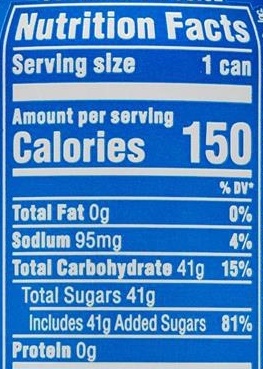 Nutrition Facts
Serving size 1 can
Amount per serving
Calories 150
% DV*
Total Fat 0g 0%
Sodium 95mg 4%
Total Carbohydrate 41g 15%
Total Sugars 41g
Includes 41g Added Sugars 81%
Protein 0g